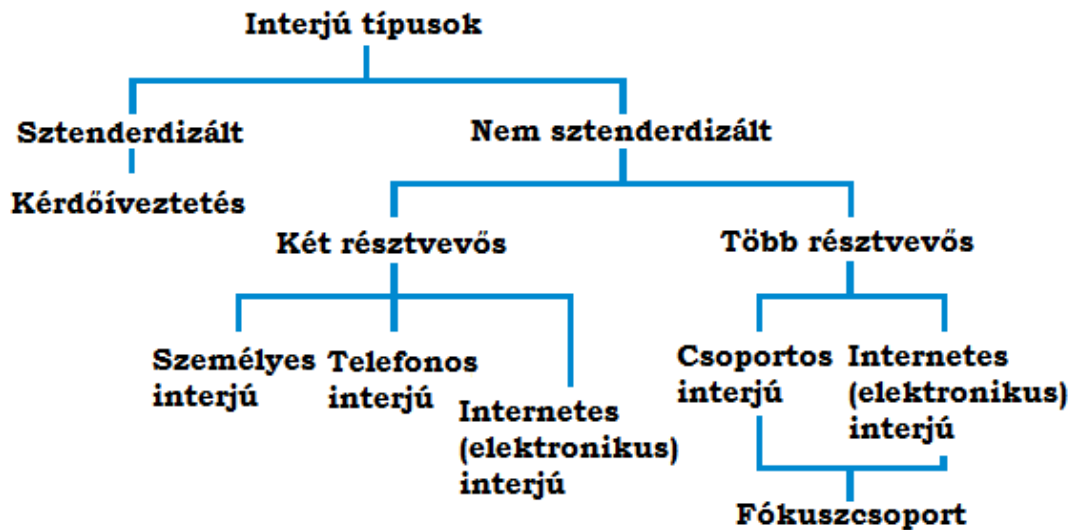 Interjú típusok
Sztenderdizált
Nem sztenderdizált
Kérdőíveztetés
Két résztvevős
Több résztvevős
Személyes
interjú
Telefonos
interjú
Internetes
(elektronikus)
interjú
Csoportos
interjú
Internetes
(elektronikus)
interjú
Fókuszcsoport